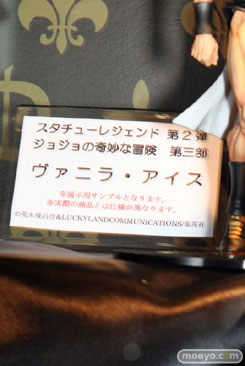 スタチューレジェンド 第２弾
ジョジョの奇妙な冒険 第三部
ヴァニラ・アイス
※展示用サンプルとなります。
※実際の商品とは仕様が異なります。
©荒木飛呂彦&LUCKYLANDCOMMUNICATIONS/集英社
moeyo.com